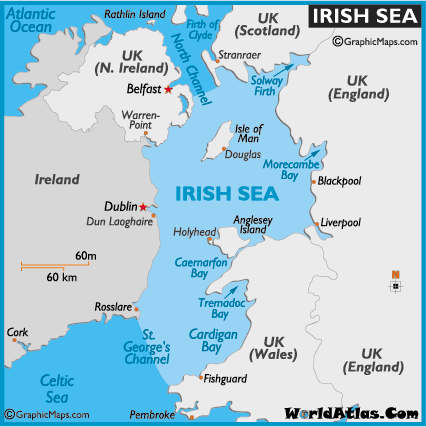 Atlantic
Ocean
Rathlin Island
Firth of
Clyde
UK
(Scotland)
IRISH SEA
©GraphicMaps.com
North Channel
Stranraer
UK
(N. Ireland)
Belfast
Solway
Firth
UK
(England)
Warren-
Point
Isle of
Man
Douglas
Morecambe
Bay
Ireland
Blackpool
IRISH SEA
Dublin
Dun Laoghaire
Anglesey
Island
Liverpool
Holyhead
60m
60 km
Caernarfon
Bay
N
Tremadoc
Bay
Rosslare
Cork
St.
George's
Channel
Cardigan
Bay
UK
(Wales)
UK
(England)
Celtic
Sea
Fishguard
©GraphicMaps.com
Pembroke
WorldAtlas.Com